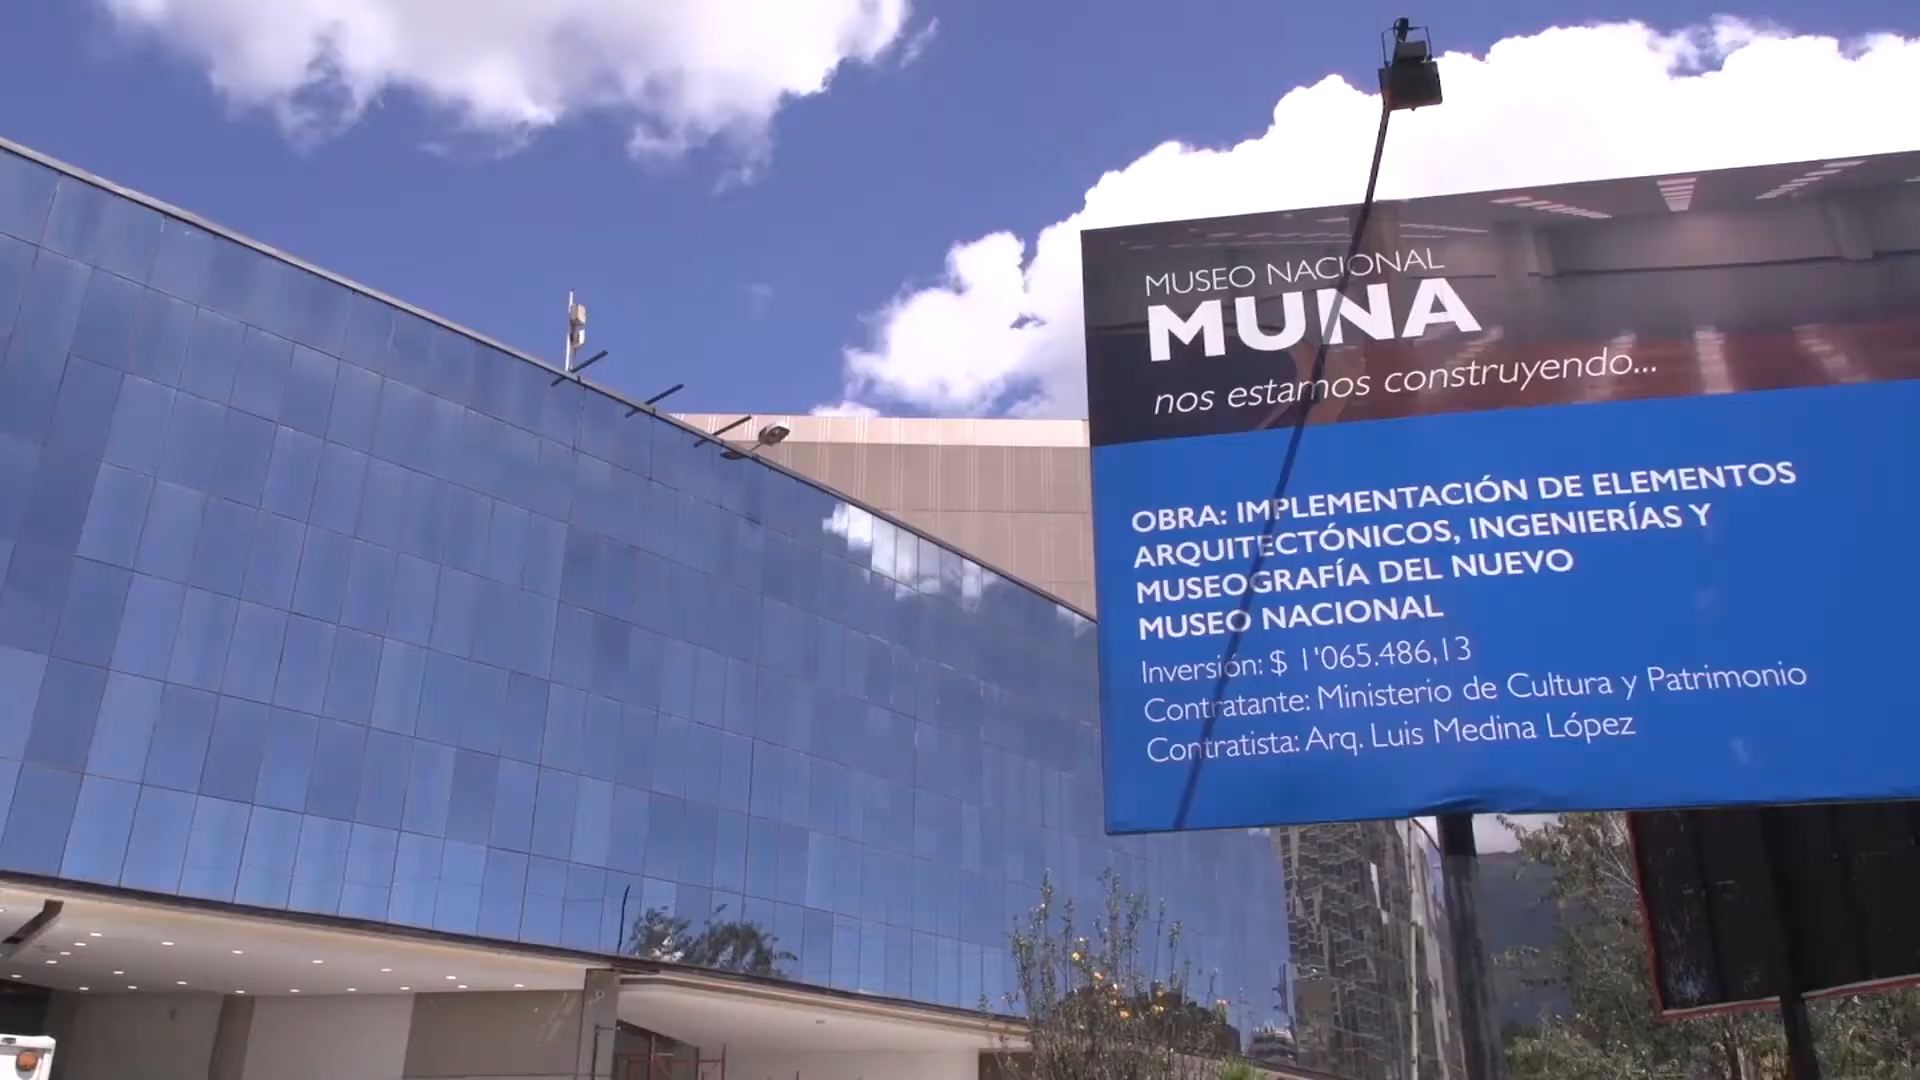 MUSEO NACIONAL
MUNA
nos estamos construyendo...
OBRA: IMPLEMENTACIÓN DE ELEMENTOS
ARQUITECTÓNICOS, INGENIERÍAS Y
MUSEOGRAFÍA DEL NUEVO
MUSEO NACIONAL
Inversión: $ 1'065.486,13
Contratante: Ministerio de Cultura y Patrimonio
Contratista: Arq. Luis Medina López